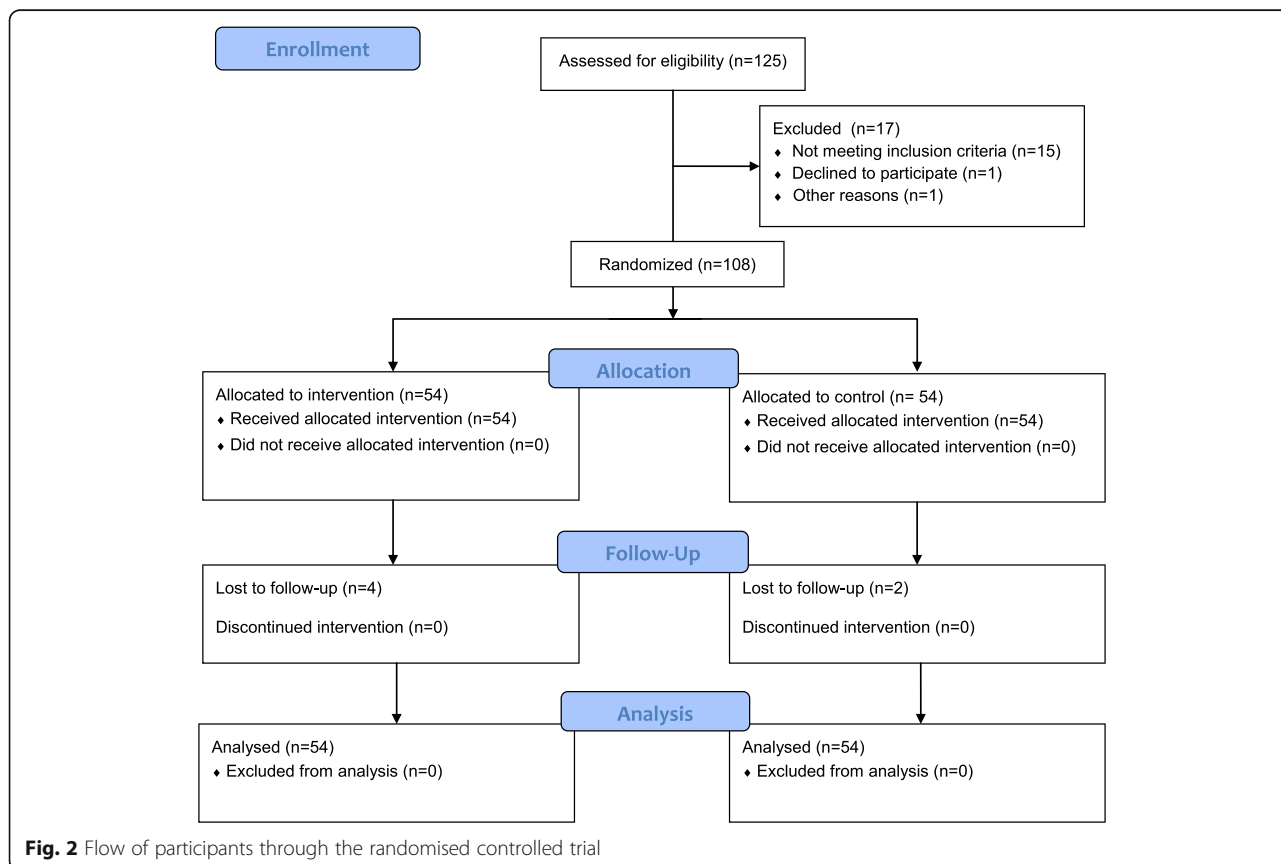 Enrollment
Assessed for eligibility (n=125)
Excluded (n=17)
♦ Not meeting inclusion criteria (n=15)
♦ Declined to participate (n=1)
♦ Other reasons (n=1)
Randomized (n=108)
Allocation
Allocated to intervention (n=54)
♦ Received allocated intervention (n=54)
♦ Did not receive allocated intervention (n=0)
Allocated to control (n= 54)
♦ Received allocated intervention (n=54)
♦ Did not receive allocated intervention (n=0)
Follow-Up
Lost to follow-up (n=4)
Discontinued intervention (n=0)
Lost to follow-up (n=2)
Discontinued intervention (n=0)
Analysis
Analysed (n=54)
♦ Excluded from analysis (n=0)
Analysed (n=54)
♦ Excluded from analysis (n=0)
Fig. 2 Flow of participants through the randomised controlled trial